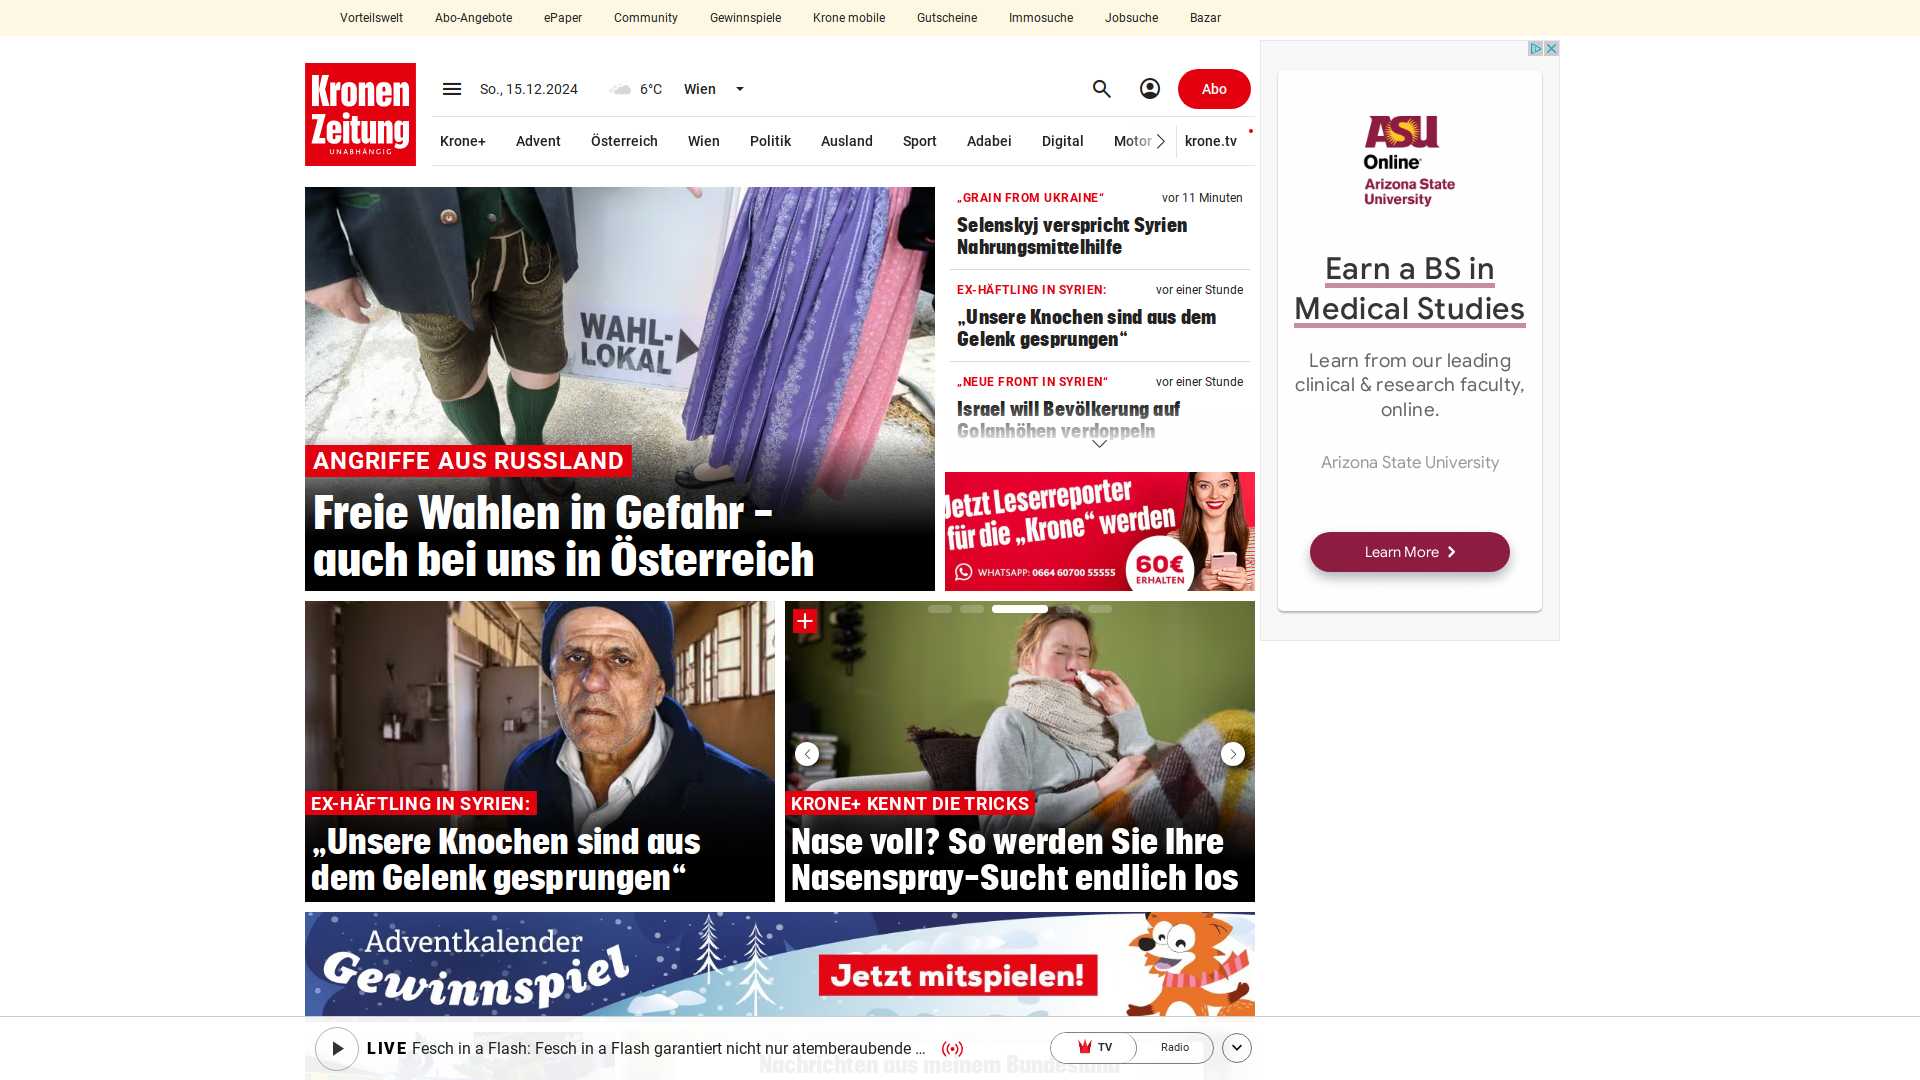 Vorteilswelt Abo-Angebote ePaper Community Gewinnspiele Krone mobile Gutscheine Immosuche Jobsuche Bazar
Kronen
Zeitung
UNABHÄNGIG
So., 15.12.2024 6°C Wien
Abo
Krone+ Advent Österreich Wien Politik Ausland Sport Adabei Digital Motor krone.tv
WAHL-
LOKAL
ANGRIFFE AUS RUSSLAND
Freie Wahlen in Gefahr –
auch bei uns in Österreich
„GRAIN FROM UKRAINE“ vor 11 Minuten
Selenskyj verspricht Syrien
Nahrungsmittelhilfe
EX-HÄFTLING IN SYRIEN: vor einer Stunde
„Unsere Knochen sind aus dem
Gelenk gesprungen“
„NEUE FRONT IN SYRIEN“ vor einer Stunde
Israel will Bevölkerung auf
Golanhöhen verdoppeln
Jetzt Leserreporter
für die „Krone“ werden
WHATSAPP: 0664 60700 55555
60€
ERHALTEN
EX-HÄFTLING IN SYRIEN:
„Unsere Knochen sind aus
dem Gelenk gesprungen“
KRONE+ KENNT DIE TRICKS
Nase voll? So werden Sie Ihre
Nasenspray-Sucht endlich los
Adventkalender
Gewinnspiel
Jetzt mitspielen!
LIVE Fesch in a Flash: Fesch in a Flash garantiert nicht nur atemberaubende ...
TV Radio
Nachrichten aus meinem Bundesland
ASU
Online
Arizona State
University
Earn a BS in
Medical Studies
Learn from our leading
clinical & research faculty,
online.
Arizona State University
Learn More